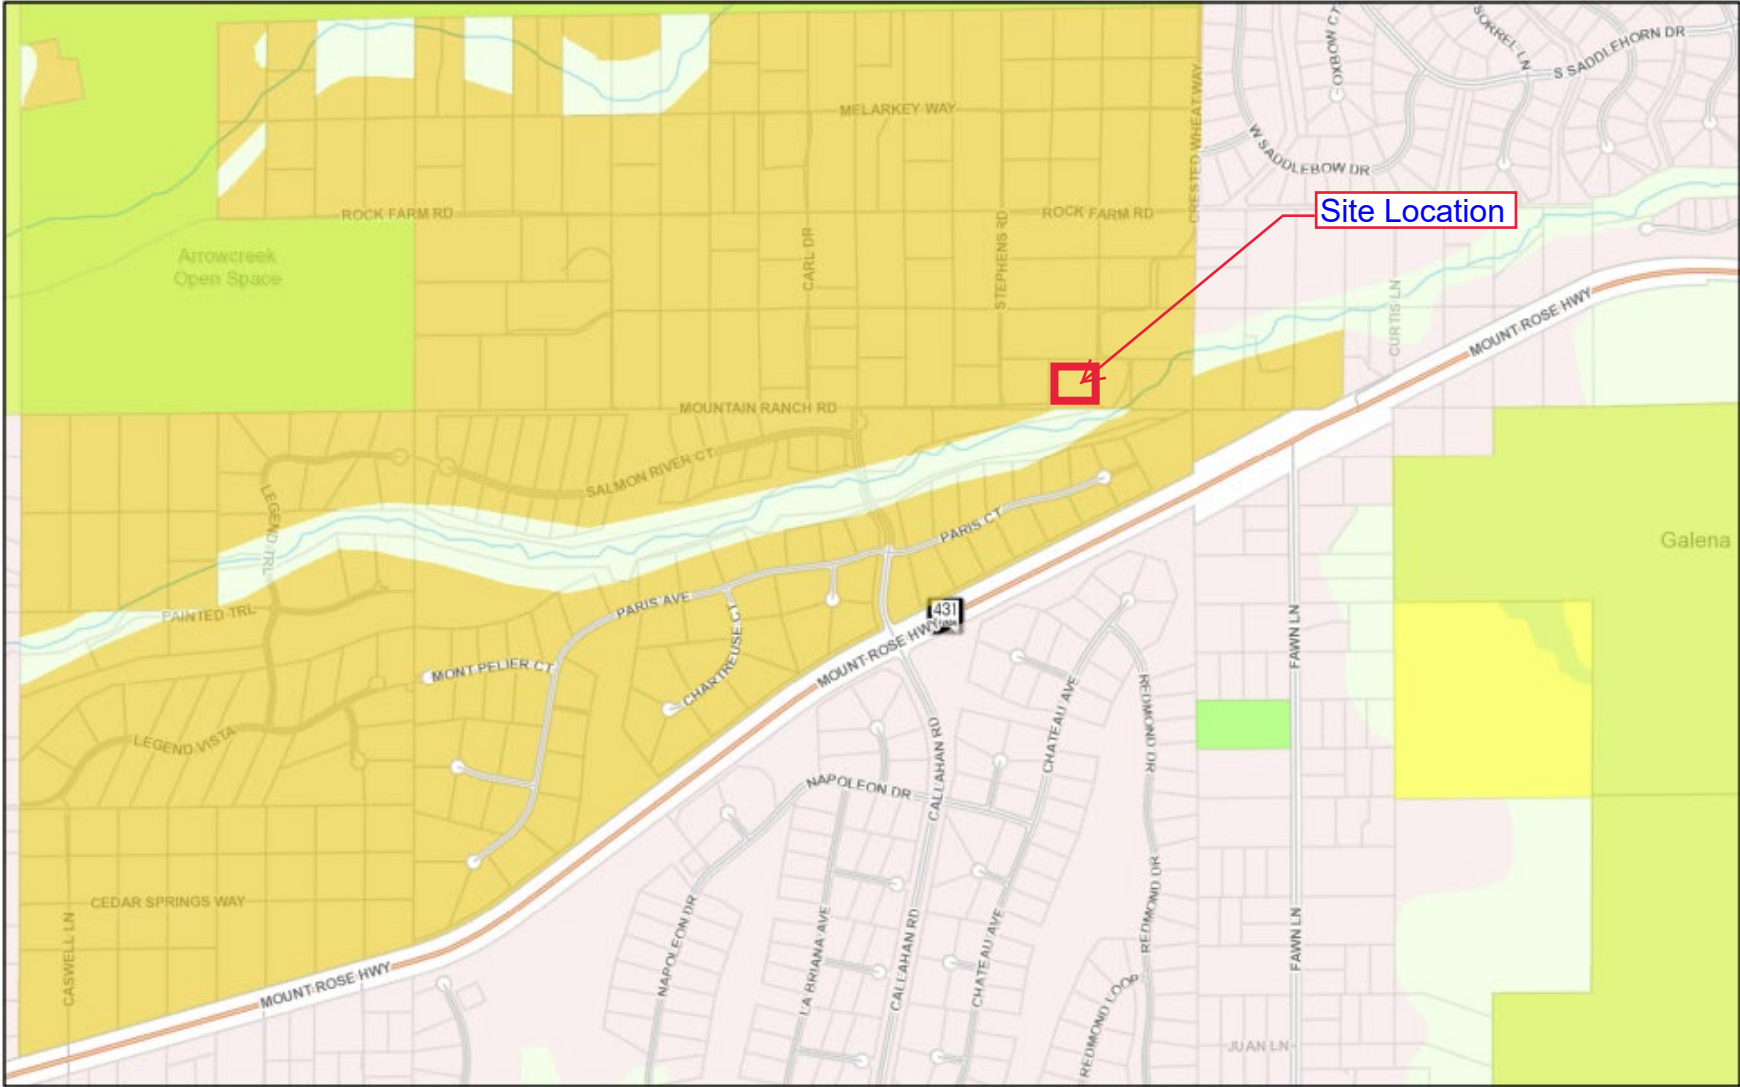 OXBOW CT
SORREL LN
S SADDLEHORN DR
MELARKEY WAY
CRESTED WHEAT WAY
W SADDLEBOW DR
Site Location
ROCK FARM RD
ROCK FARM RD
Arrowcreek
Open Space
CARL DR
STEPHENS RD
CURTIS LN
MOUNT ROSE HWY
MOUNTAIN RANCH RD
SALMON RIVER CT
LEGEND TRL
PARIS CT
Galena
PAINTED TRL
PARIS AVE
431
MOUNT ROSE HWY
FAWN LN
CHARTREUSE CT
MONT PELIER CT
CHATEAU AVE
REDMOND DR
LEGEND VISTA
CALLAHAN RD
NAPOLEON DR
CEDAR SPRINGS WAY
CASWELL LN
MOUNT ROSE HWY
NAPOLEON DR
LA BRIANA AVE
CALLAHAN RD
CHATEAU AVE
REDMOND DR
FAWN LN
REDMOND LOOP
JUAN LN